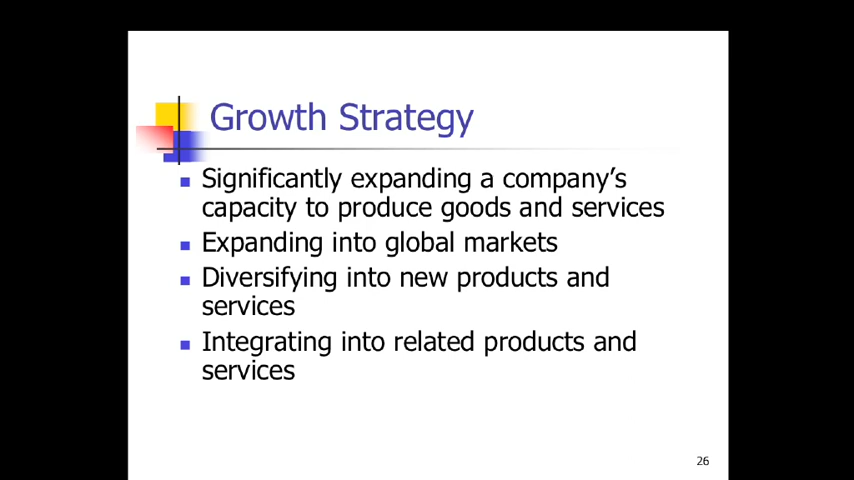 Growth Strategy
Significantly expanding a company’s
capacity to produce goods and services
Expanding into global markets
Diversifying into new products and
services
Integrating into related products and
services
26